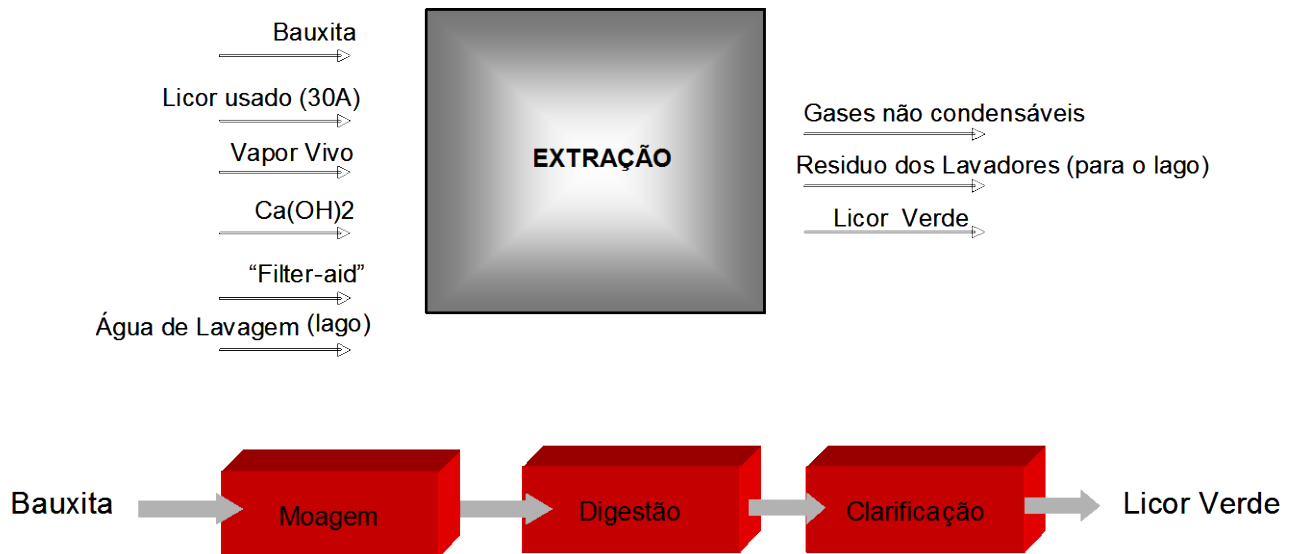 Bauxita
Licor usado (30A)
Vapor Vivo
Ca(OH)2
“Filter-aid”
Água de Lavagem (lago)
EXTRAÇÃO
Gases não condensáveis
Residuo dos Lavadores (para o lago)
Licor Verde
Bauxita
Moagem
Digestão
Clarificação
Licor Verde